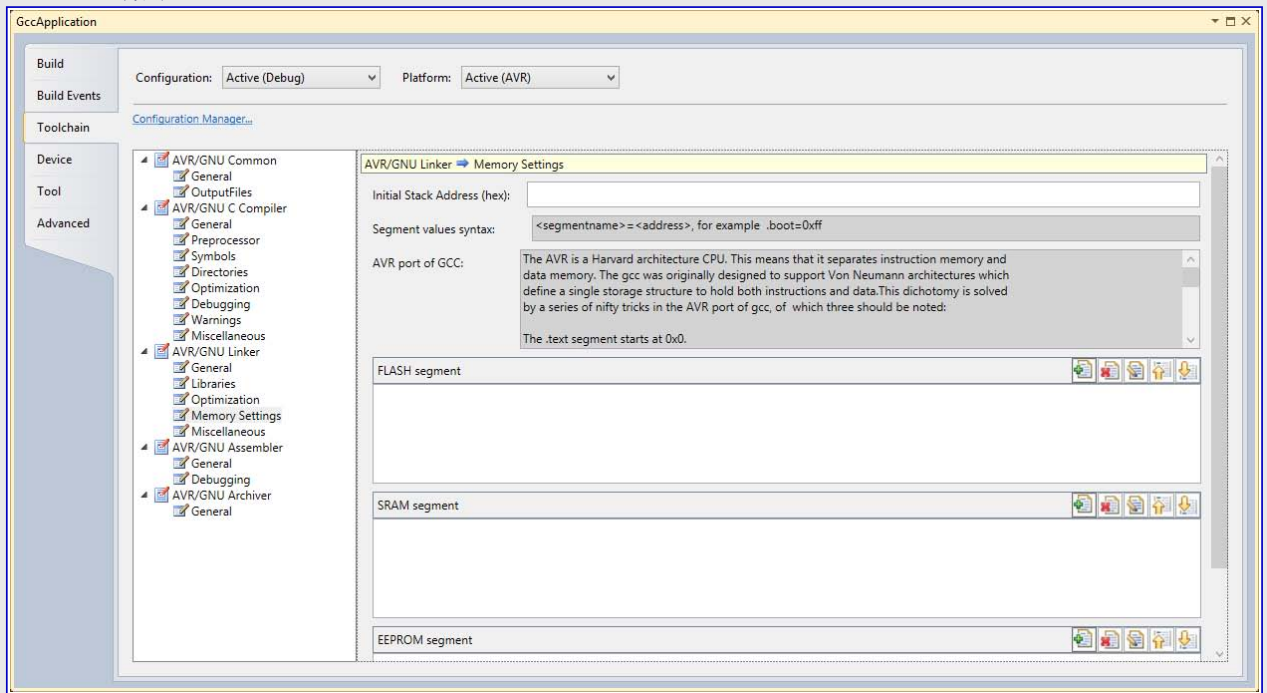 GccApplication
Build
Build Events
Toolchain
Device
Tool
Advanced
Configuration: Active (Debug) Platform: Active (AVR)
Configuration Manager...
AVR/GNU Common
General
OutputFiles
AVR/GNU C Compiler
General
Preprocessor
Symbols
Directories
Optimization
Debugging
Warnings
Miscellaneous
AVR/GNU Linker
General
Libraries
Optimization
Memory Settings
Miscellaneous
AVR/GNU Assembler
General
Debugging
AVR/GNU Archiver
General
AVR/GNU Linker ➡ Memory Settings
Initial Stack Address (hex):
Segment values syntax: <segmentname>=<address>, for example .boot=0xff
AVR port of GCC:
The AVR is a Harvard architecture CPU. This means that it separates instruction memory and
data memory. The gcc was originally designed to support Von Neumann architectures which
define a single storage structure to hold both instructions and data.This dichotomy is solved
by a series of nifty tricks in the AVR port of gcc, of which three should be noted:
The .text segment starts at 0x0.
FLASH segment
SRAM segment
EEPROM segment